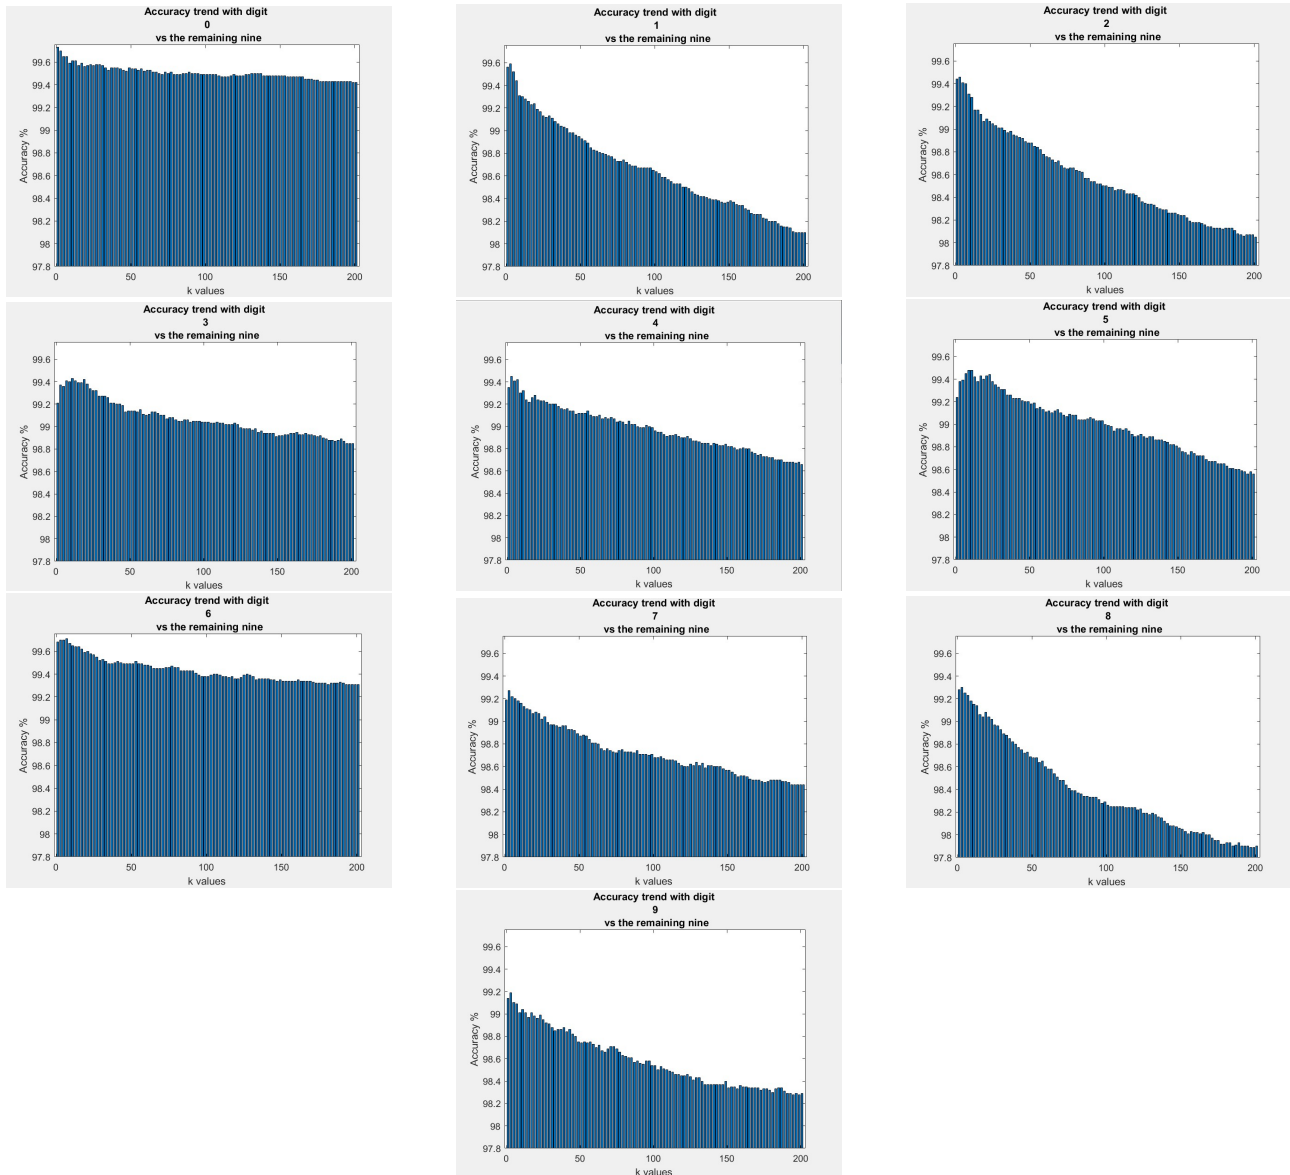 Accuracy trend with digit
0
vs the remaining nine
99.6
99.4
99.2
99
98.8
98.6
98.4
98.2
98
97.8
Accuracy %
0 50 100 150 200
k values
Accuracy trend with digit
1
vs the remaining nine
99.6
99.4
99.2
99
98.8
98.6
98.4
98.2
98
97.8
Accuracy %
0 50 100 150 200
k values
Accuracy trend with digit
2
vs the remaining nine
99.6
99.4
99.2
99
98.8
98.6
98.4
98.2
98
97.8
Accuracy %
0 50 100 150 200
k values
Accuracy trend with digit
3
vs the remaining nine
99.6
99.4
99.2
99
98.8
98.6
98.4
98.2
98
97.8
Accuracy %
0 50 100 150 200
k values
Accuracy trend with digit
4
vs the remaining nine
99.6
99.4
99.2
99
98.8
98.6
98.4
98.2
98
97.8
Accuracy %
0 50 100 150 200
k values
Accuracy trend with digit
5
vs the remaining nine
99.6
99.4
99.2
99
98.8
98.6
98.4
98.2
98
97.8
Accuracy %
0 50 100 150 200
k values
Accuracy trend with digit
6
vs the remaining nine
99.6
99.4
99.2
99
98.8
98.6
98.4
98.2
98
97.8
Accuracy %
0 50 100 150 200
k values
Accuracy trend with digit
7
vs the remaining nine
99.6
99.4
99.2
99
98.8
98.6
98.4
98.2
98
97.8
Accuracy %
0 50 100 150 200
k values
Accuracy trend with digit
8
vs the remaining nine
99.6
99.4
99.2
99
98.8
98.6
98.4
98.2
98
97.8
Accuracy %
0 50 100 150 200
k values
Accuracy trend with digit
9
vs the remaining nine
99.6
99.4
99.2
99
98.8
98.6
98.4
98.2
98
97.8
Accuracy %
0 50 100 150 200
k values